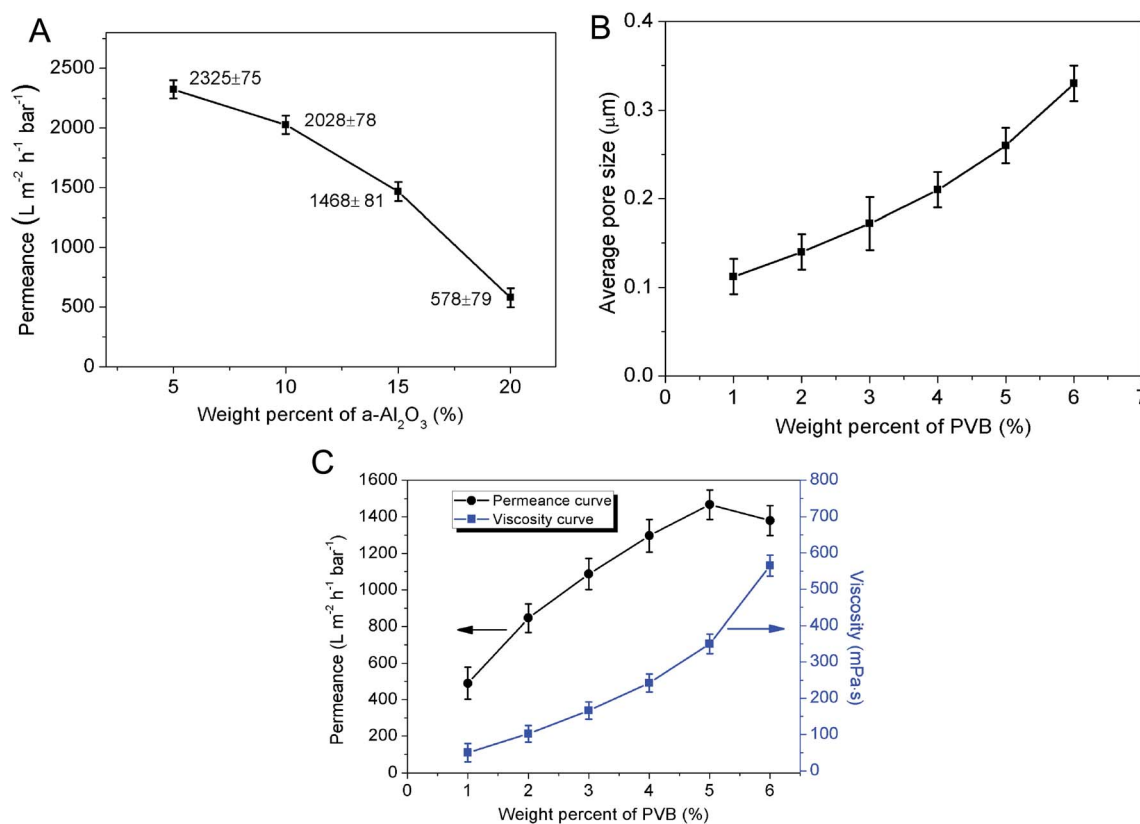 A
2500
2000
1500
1000
500
0
Permeance (L m⁻² h⁻¹ bar⁻¹)
2325±75
2028±78
1468± 81
578±79
5 10 15 20
Weight percent of a-Al₂O₃ (%)
B
0.4
0.3
0.2
0.1
0.0
Average pore size (μm)
0 1 2 3 4 5 6 7
Weight percent of PVB (%)
C
1600
1400
1200
1000
800
600
400
200
0
Permeance (L m⁻² h⁻¹ bar⁻¹)
Permeance curve
Viscosity curve
800
700
600
500
400
300
200
100
0
Viscosity (mPa·s)
0 1 2 3 4 5 6
Weight percent of PVB (%)